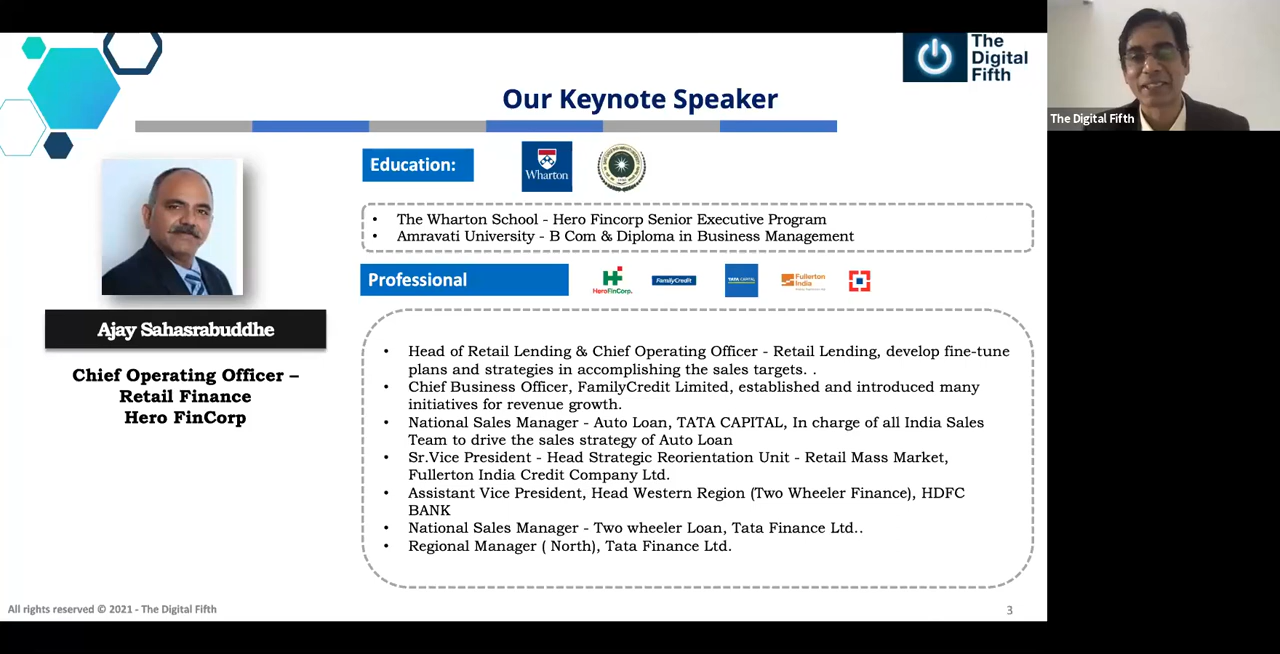 The
Digital
Fifth
Our Keynote Speaker
The Digital Fifth
Education:
Wharton
• The Wharton School - Hero Fincorp Senior Executive Program
• Amravati University - B Com & Diploma in Business Management
Professional
HeroFinCorp.
FamilyCredit
TATA CAPITAL
Fullerton
India
Ajay Sahasrabuddhe
Chief Operating Officer –
Retail Finance
Hero FinCorp
• Head of Retail Lending & Chief Operating Officer - Retail Lending, develop fine-tune
plans and strategies in accomplishing the sales targets. . 
• Chief Business Officer, FamilyCredit Limited, established and introduced many
initiatives for revenue growth.
• National Sales Manager - Auto Loan, TATA CAPITAL, In charge of all India Sales
Team to drive the sales strategy of Auto Loan
• Sr.Vice President - Head Strategic Reorientation Unit - Retail Mass Market,
Fullerton India Credit Company Ltd.
• Assistant Vice President, Head Western Region (Two Wheeler Finance), HDFC
BANK
• National Sales Manager - Two wheeler Loan, Tata Finance Ltd..
• Regional Manager ( North), Tata Finance Ltd.
All rights reserved © 2021 - The Digital Fifth
3